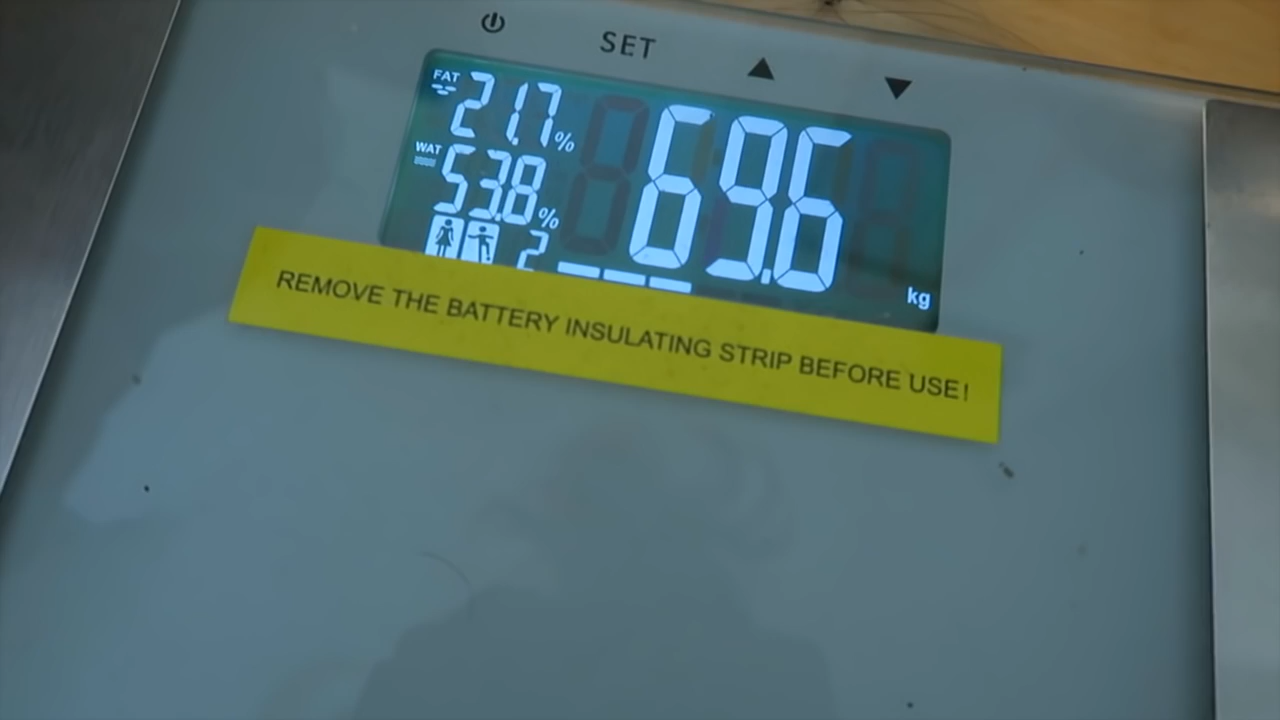 SET
FAT 21.7%
WAT 53.8%
2
69.6 kg
REMOVE THE BATTERY INSULATING STRIP BEFORE USE!